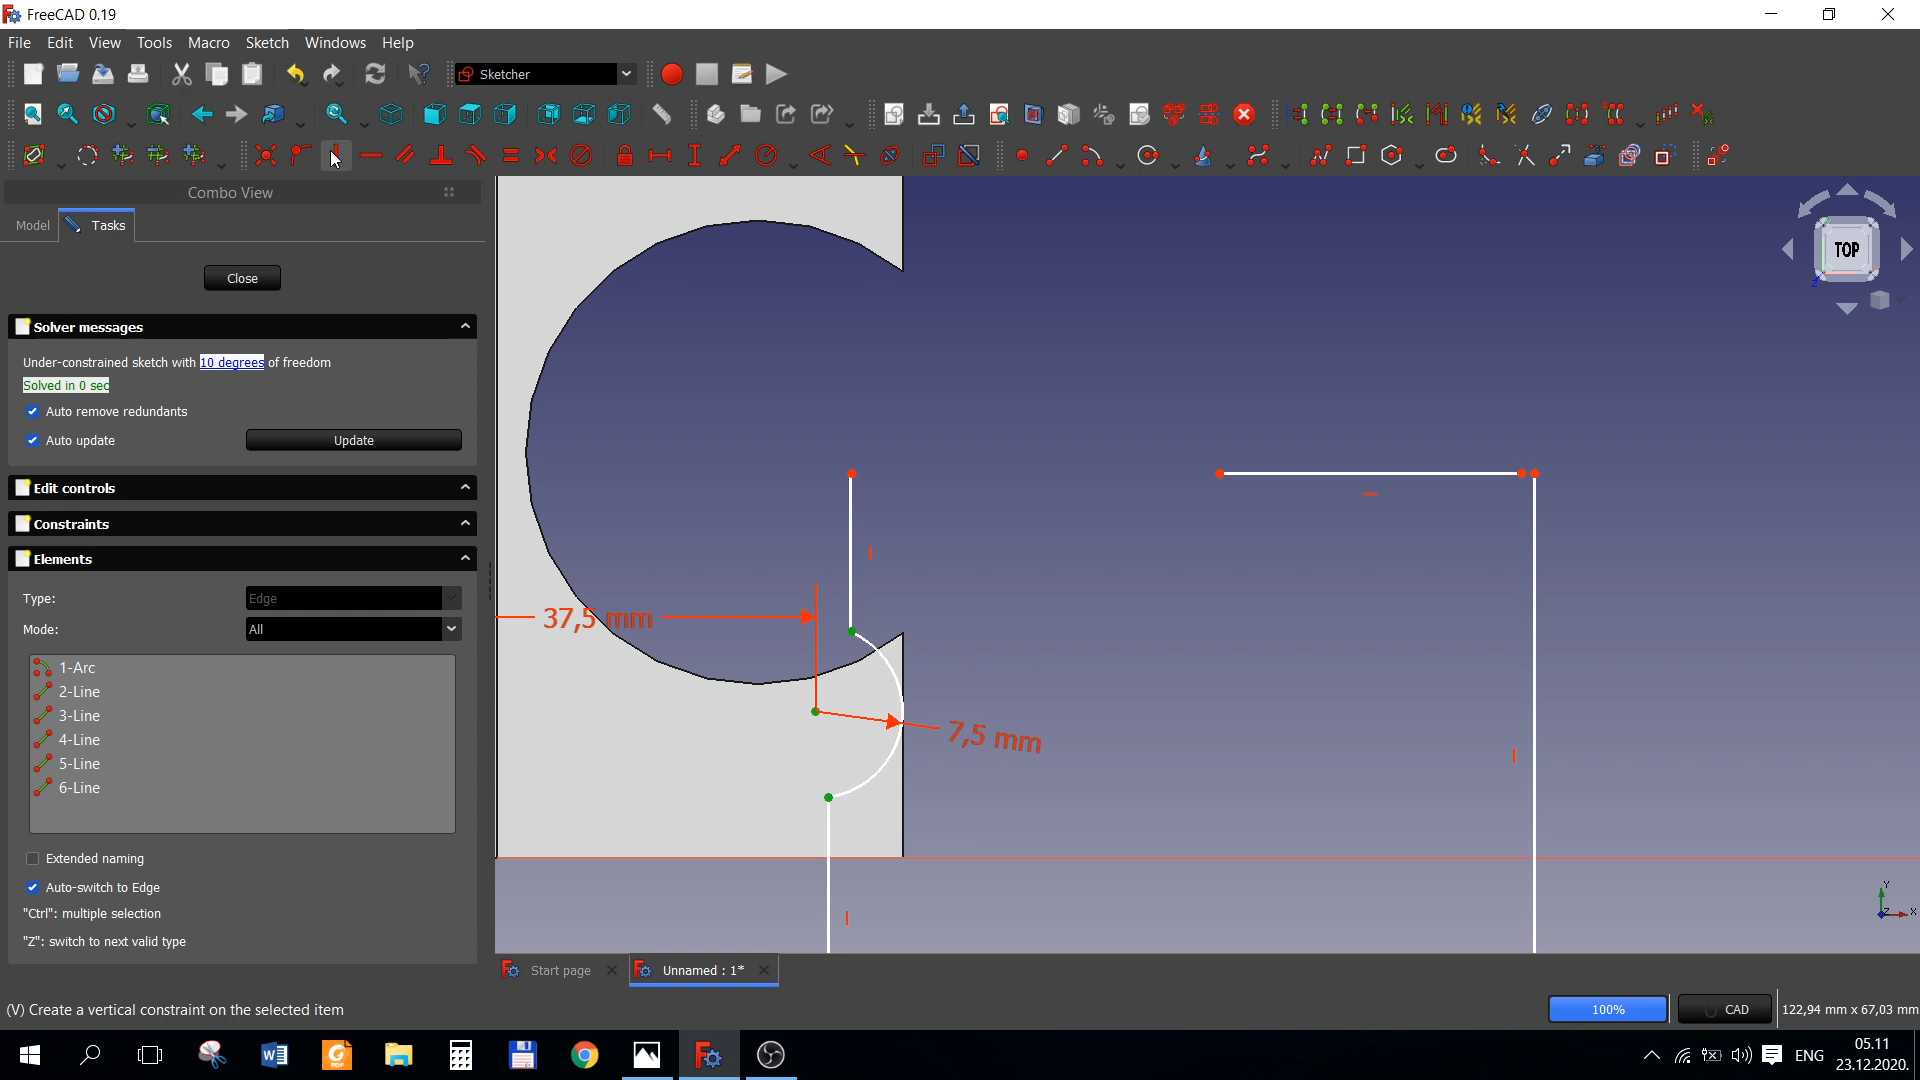 FreeCAD 0.19
File Edit View Tools Macro Sketch Windows Help
Sketcher
Combo View
Model Tasks
Close
Solver messages
Under-constrained sketch with 10 degrees of freedom
Solved in 0 sec
Auto remove redundants
Auto update Update
Edit controls
Constraints
Elements
Type: Edge
Mode: All
1-Arc
2-Line
3-Line
4-Line
5-Line
6-Line
Extended naming
Auto-switch to Edge
"Ctrl": multiple selection
"Z": switch to next valid type
37,5 mm
7,5 mm
TOP
Z
Y
Z
X
Start page Unnamed : 1*
(V) Create a vertical constraint on the selected item
100% CAD 122,94 mm x 67,03 mm
ENG
05.11
23.12.2020.
W
PDF